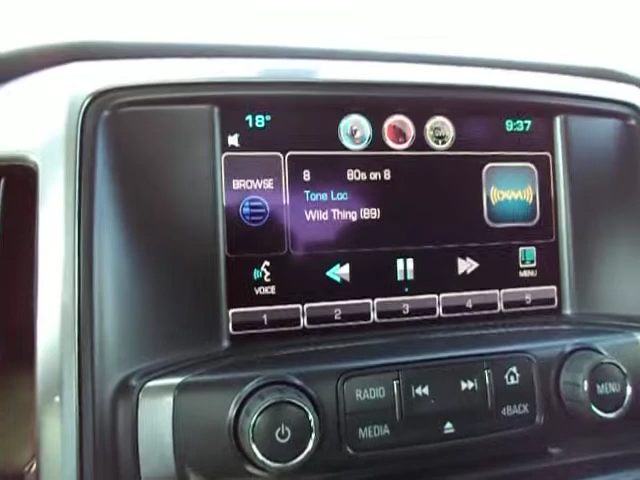 18°
9:37
BROWSE
8 80s on 8
Tone Loc
Wild Thing (89)
((XM))
VOICE
MENU
1 2 3 4 5
RADIO
MEDIA
BACK
MENU